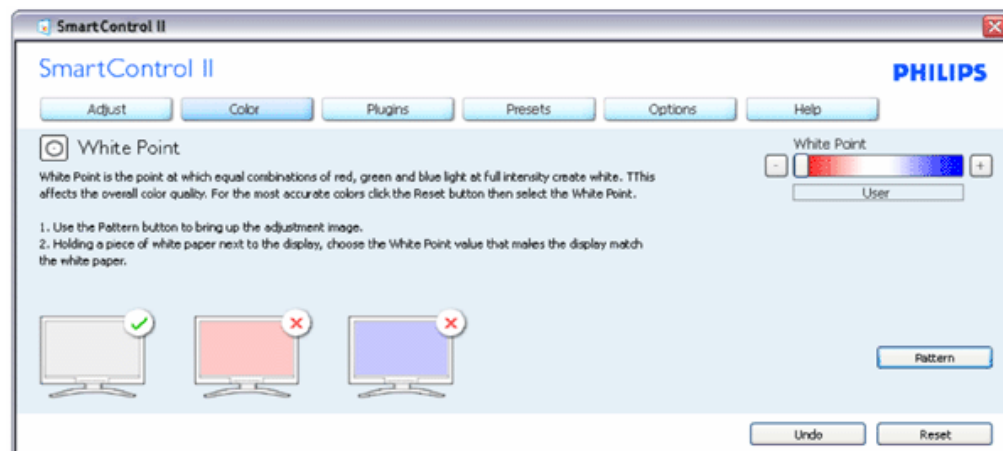 SmartControl II
SmartControl II
PHILIPS
Adjust Color Plugins Presets Options Help
White Point
White Point is the point at which equal combinations of red, green and blue light at full intensity create white. TThis
affects the overall color quality. For the most accurate colors click the Reset button then select the White Point.
1. Use the Pattern button to bring up the adjustment image.
2. Holding a piece of white paper next to the display, choose the White Point value that makes the display match
the white paper.
White Point
- +
User
Pattern
Undo Reset